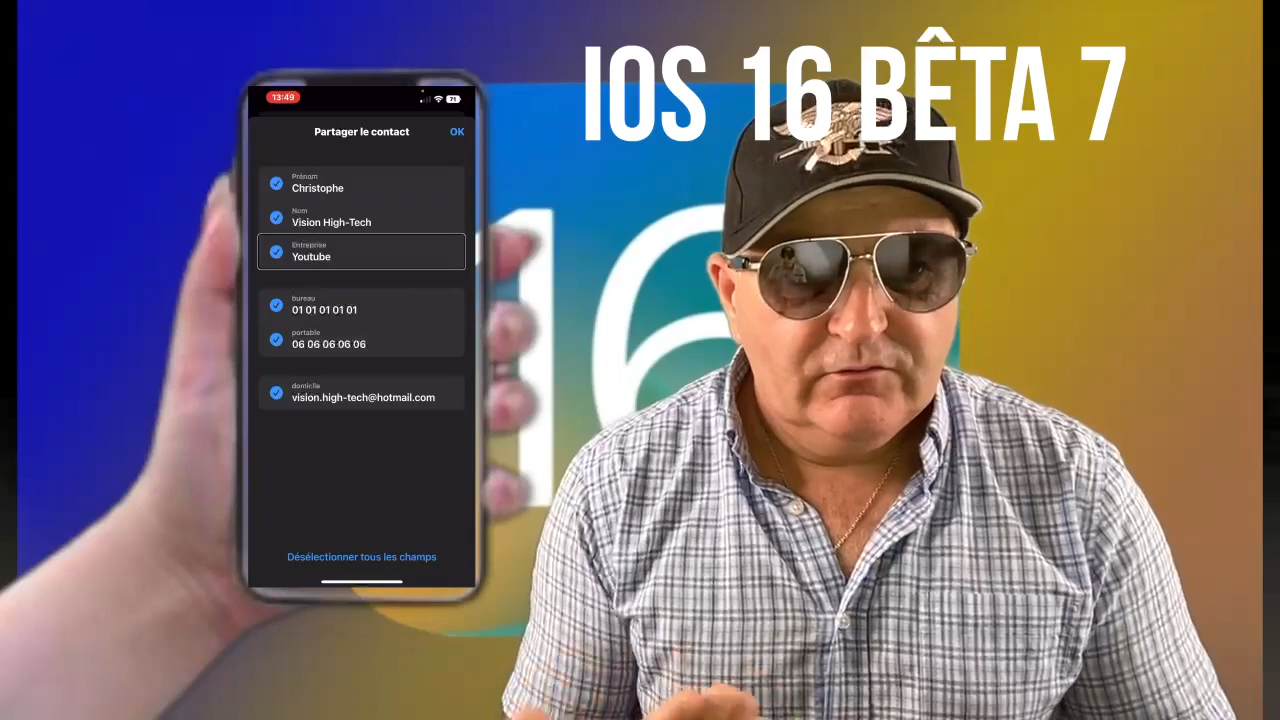 IOS 16 BÊTA 7
13:49
71
Partager le contact
OK
Prénom
Christophe
Nom
Vision High-Tech
Entreprise
Youtube
bureau
01 01 01 01 01
portable
06 06 06 06 06
domicile
vision.high-tech@hotmail.com
Désélectionner tous les champs
16